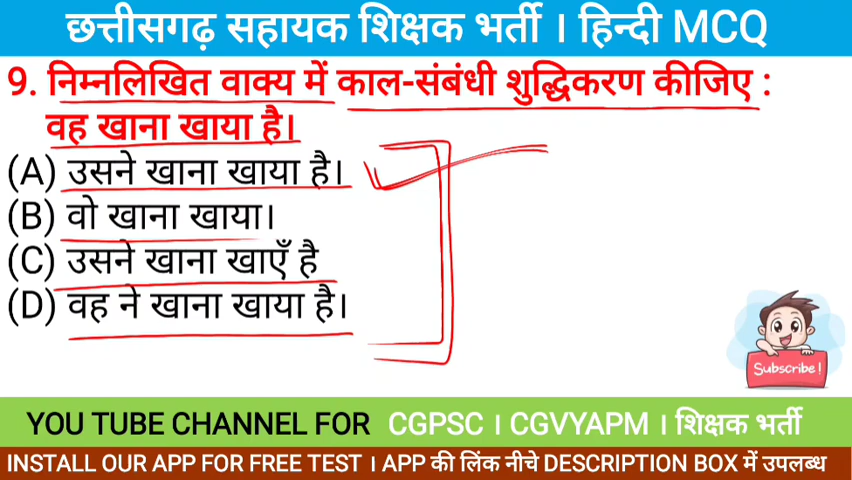 छत्तीसगढ़ सहायक शिक्षक भर्ती । हिन्दी MCQ
9. निम्नलिखित वाक्य में काल-संबंधी शुद्धिकरण कीजिए :
वह खाना खाया है।
(A) उसने खाना खाया है।
(B) वो खाना खाया।
(C) उसने खाना खाएँ है
(D) वह ने खाना खाया है।
Subscribe!
YOU TUBE CHANNEL FOR CGPSC । CGVYAPM । शिक्षक भर्ती
INSTALL OUR APP FOR FREE TEST । APP की लिंक नीचे DESCRIPTION BOX में उपलब्ध